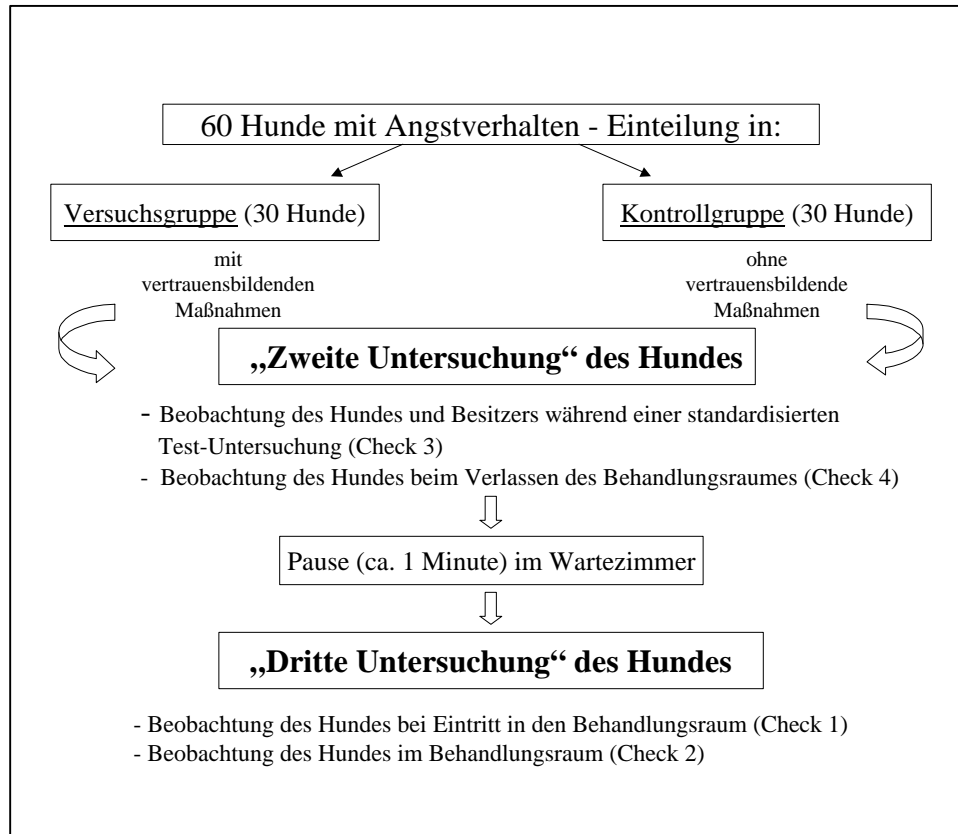 60 Hunde mit Angstverhalten - Einteilung in:
Versuchsgruppe (30 Hunde)
Kontrollgruppe (30 Hunde)
mit
vertrauensbildenden
Maßnahmen
ohne
vertrauensbildende
Maßnahmen
„Zweite Untersuchung“ des Hundes
- Beobachtung des Hundes und Besitzers während einer standardisierten
Test-Untersuchung (Check 3)
- Beobachtung des Hundes beim Verlassen des Behandlungsraumes (Check 4)
Pause (ca. 1 Minute) im Wartezimmer
„Dritte Untersuchung“ des Hundes
- Beobachtung des Hundes bei Eintritt in den Behandlungsraum (Check 1)
- Beobachtung des Hundes im Behandlungsraum (Check 2)